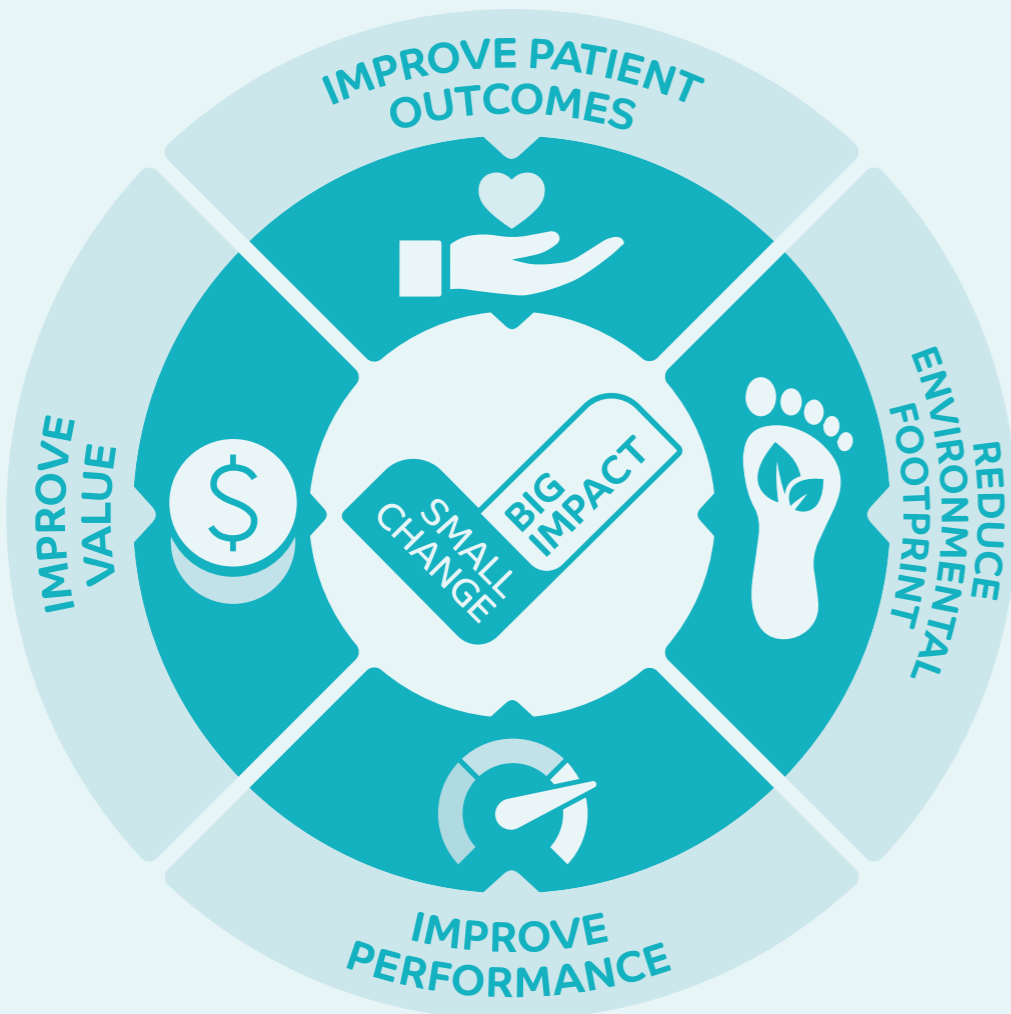 IMPROVE PATIENT
OUTCOMES
REDUCE
ENVIRONMENTAL
FOOTPRINT
IMPROVE
PERFORMANCE
IMPROVE
VALUE
$
SMALL
CHANGE
BIG
IMPACT